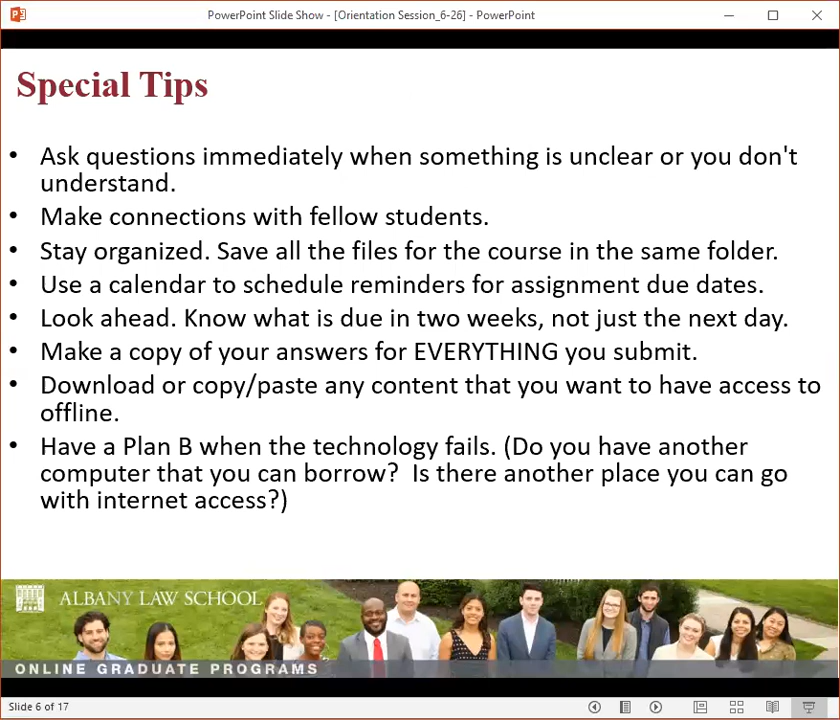 PowerPoint Slide Show - [Orientation Session_6-26] - PowerPoint
Special Tips
• Ask questions immediately when something is unclear or you don't
understand.
• Make connections with fellow students.
• Stay organized. Save all the files for the course in the same folder.
• Use a calendar to schedule reminders for assignment due dates.
• Look ahead. Know what is due in two weeks, not just the next day.
• Make a copy of your answers for EVERYTHING you submit.
• Download or copy/paste any content that you want to have access to
offline.
• Have a Plan B when the technology fails. (Do you have another
computer that you can borrow?  Is there another place you can go
with internet access?)
ALBANY LAW SCHOOL
ONLINE GRADUATE PROGRAMS
Slide 6 of 17